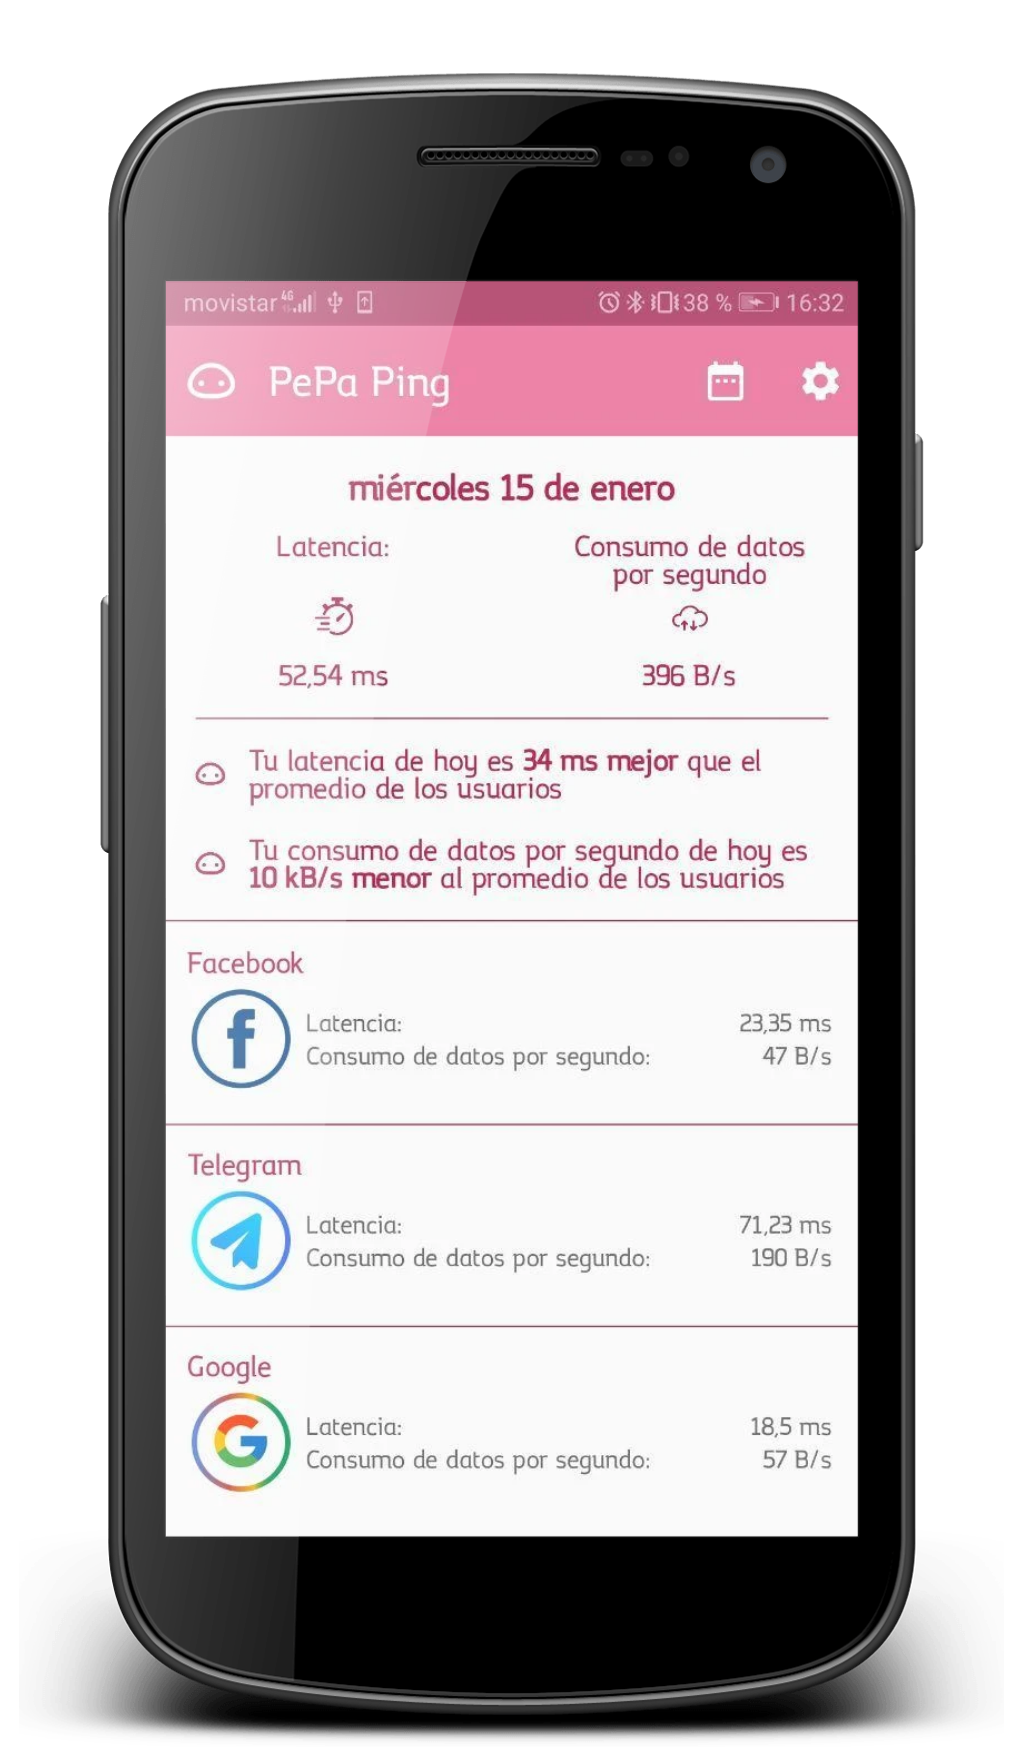 movistar 4G 38 % 16:32
PePa Ping
miércoles 15 de enero
Latencia:
Consumo de datos
por segundo
52,54 ms
396 B/s
Tu latencia de hoy es 34 ms mejor que el
promedio de los usuarios
Tu consumo de datos por segundo de hoy es
10 kB/s menor al promedio de los usuarios
Facebook
Latencia: 23,35 ms
Consumo de datos por segundo: 47 B/s
Telegram
Latencia: 71,23 ms
Consumo de datos por segundo: 190 B/s
Google
Latencia: 18,5 ms
Consumo de datos por segundo: 57 B/s